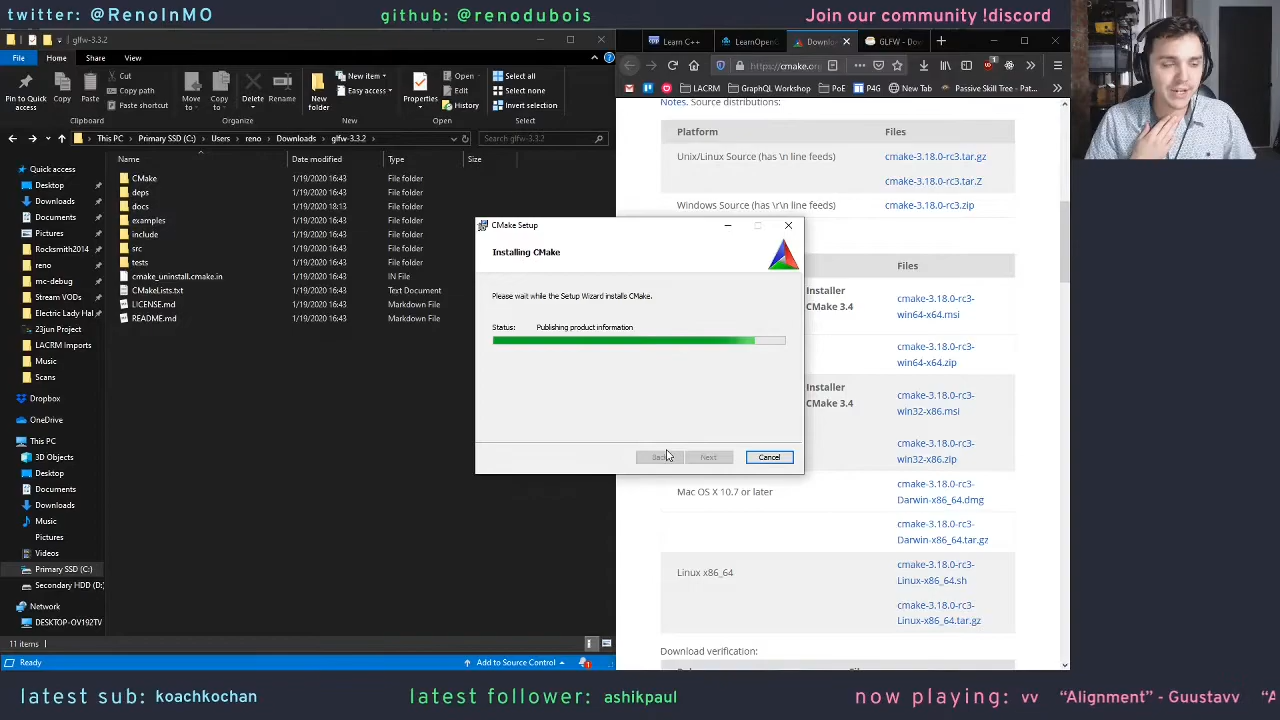 twitter: @RenoInMO
github: @renodubois
Join our community !discord
glfw-3.3.2
File
Home
Share
View
Pin to Quick access
Copy
Paste
Cut
Copy path
Paste shortcut
Clipboard
Move to
Copy to
Delete
Rename
Organize
New folder
New item
Easy access
New
Properties
Open
Edit
History
Open
Select all
Select none
Invert selection
Select
This PC > Primary SSD (C:) > Users > reno > Downloads > glfw-3.3.2
Search glfw-3.3.2
Quick access
Desktop
Downloads
Documents
Pictures
Rocksmith2014
reno
mc-debug
Stream VODs
Electric Lady Hal
23jun Project
LACRM Imports
Music
Scans
Dropbox
OneDrive
This PC
3D Objects
Desktop
Documents
Downloads
Music
Pictures
Videos
Primary SSD (C:)
Secondary HDD (D:
Network
DESKTOP-OV192TV
Name Date modified Type Size
CMake 1/19/2020 16:43 File folder
deps 1/19/2020 16:43 File folder
docs 1/19/2020 18:13 File folder
examples 1/19/2020 16:43 File folder
include 1/19/2020 16:43 File folder
src 1/19/2020 16:43 File folder
tests 1/19/2020 16:43 File folder
cmake_uninstall.cmake.in 1/19/2020 16:43 IN File
CMakeLists.txt 1/19/2020 16:43 Text Document
LICENSE.md 1/19/2020 16:43 Markdown File
README.md 1/19/2020 16:43 Markdown File
11 items
Ready
Add to Source Control
1
CMake Setup
Installing CMake
Please wait while the Setup Wizard installs CMake.
Status: Publishing product information
Back
Next
Cancel
Learn C++
LearnOpenG
Downlo
GLFW - Do
https://cmake.or
LACRM
GraphQL Workshop
PoE
P4G
New Tab
Passive Skill Tree - Pat...
Notes. Source distributions:
Platform Files
Unix/Linux Source (has \n line feeds) cmake-3.18.0-rc3.tar.gz
cmake-3.18.0-rc3.tar.Z
Windows Source (has \r\n line feeds) cmake-3.18.0-rc3.zip
Files
Installer
CMake 3.4
cmake-3.18.0-rc3-
win64-x64.msi
cmake-3.18.0-rc3-
win64-x64.zip
Installer
CMake 3.4
cmake-3.18.0-rc3-
win32-x86.msi
cmake-3.18.0-rc3-
win32-x86.zip
Mac OS X 10.7 or later
cmake-3.18.0-rc3-
Darwin-x86_64.dmg
cmake-3.18.0-rc3-
Darwin-x86_64.tar.gz
Linux x86_64
cmake-3.18.0-rc3-
Linux-x86_64.sh
cmake-3.18.0-rc3-
Linux-x86_64.tar.gz
Download verification:
latest sub: koachkochan
latest follower: ashikpaul
now playing: vv “Alignment” - Guustavv “A